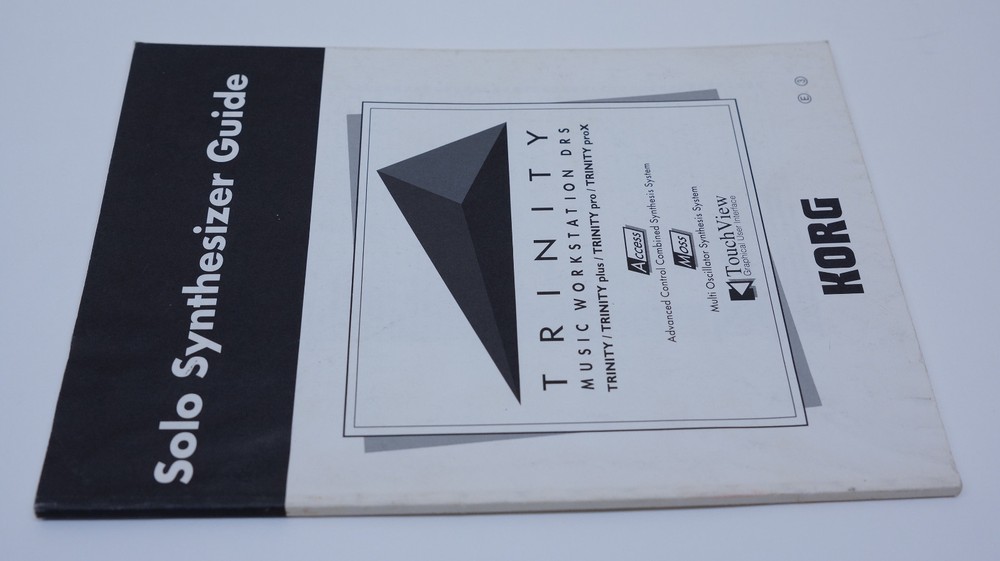 Solo Synthesizer Guide
TRINITY
MUSIC WORKSTATION DRS
TRINITY / TRINITY plus / TRINITY pro / TRINITY proX
Access
Advanced Control Combined Synthesis System
Moss
Multi Oscillator Synthesis System
TouchView
Graphical User Interface
KORG
E 3